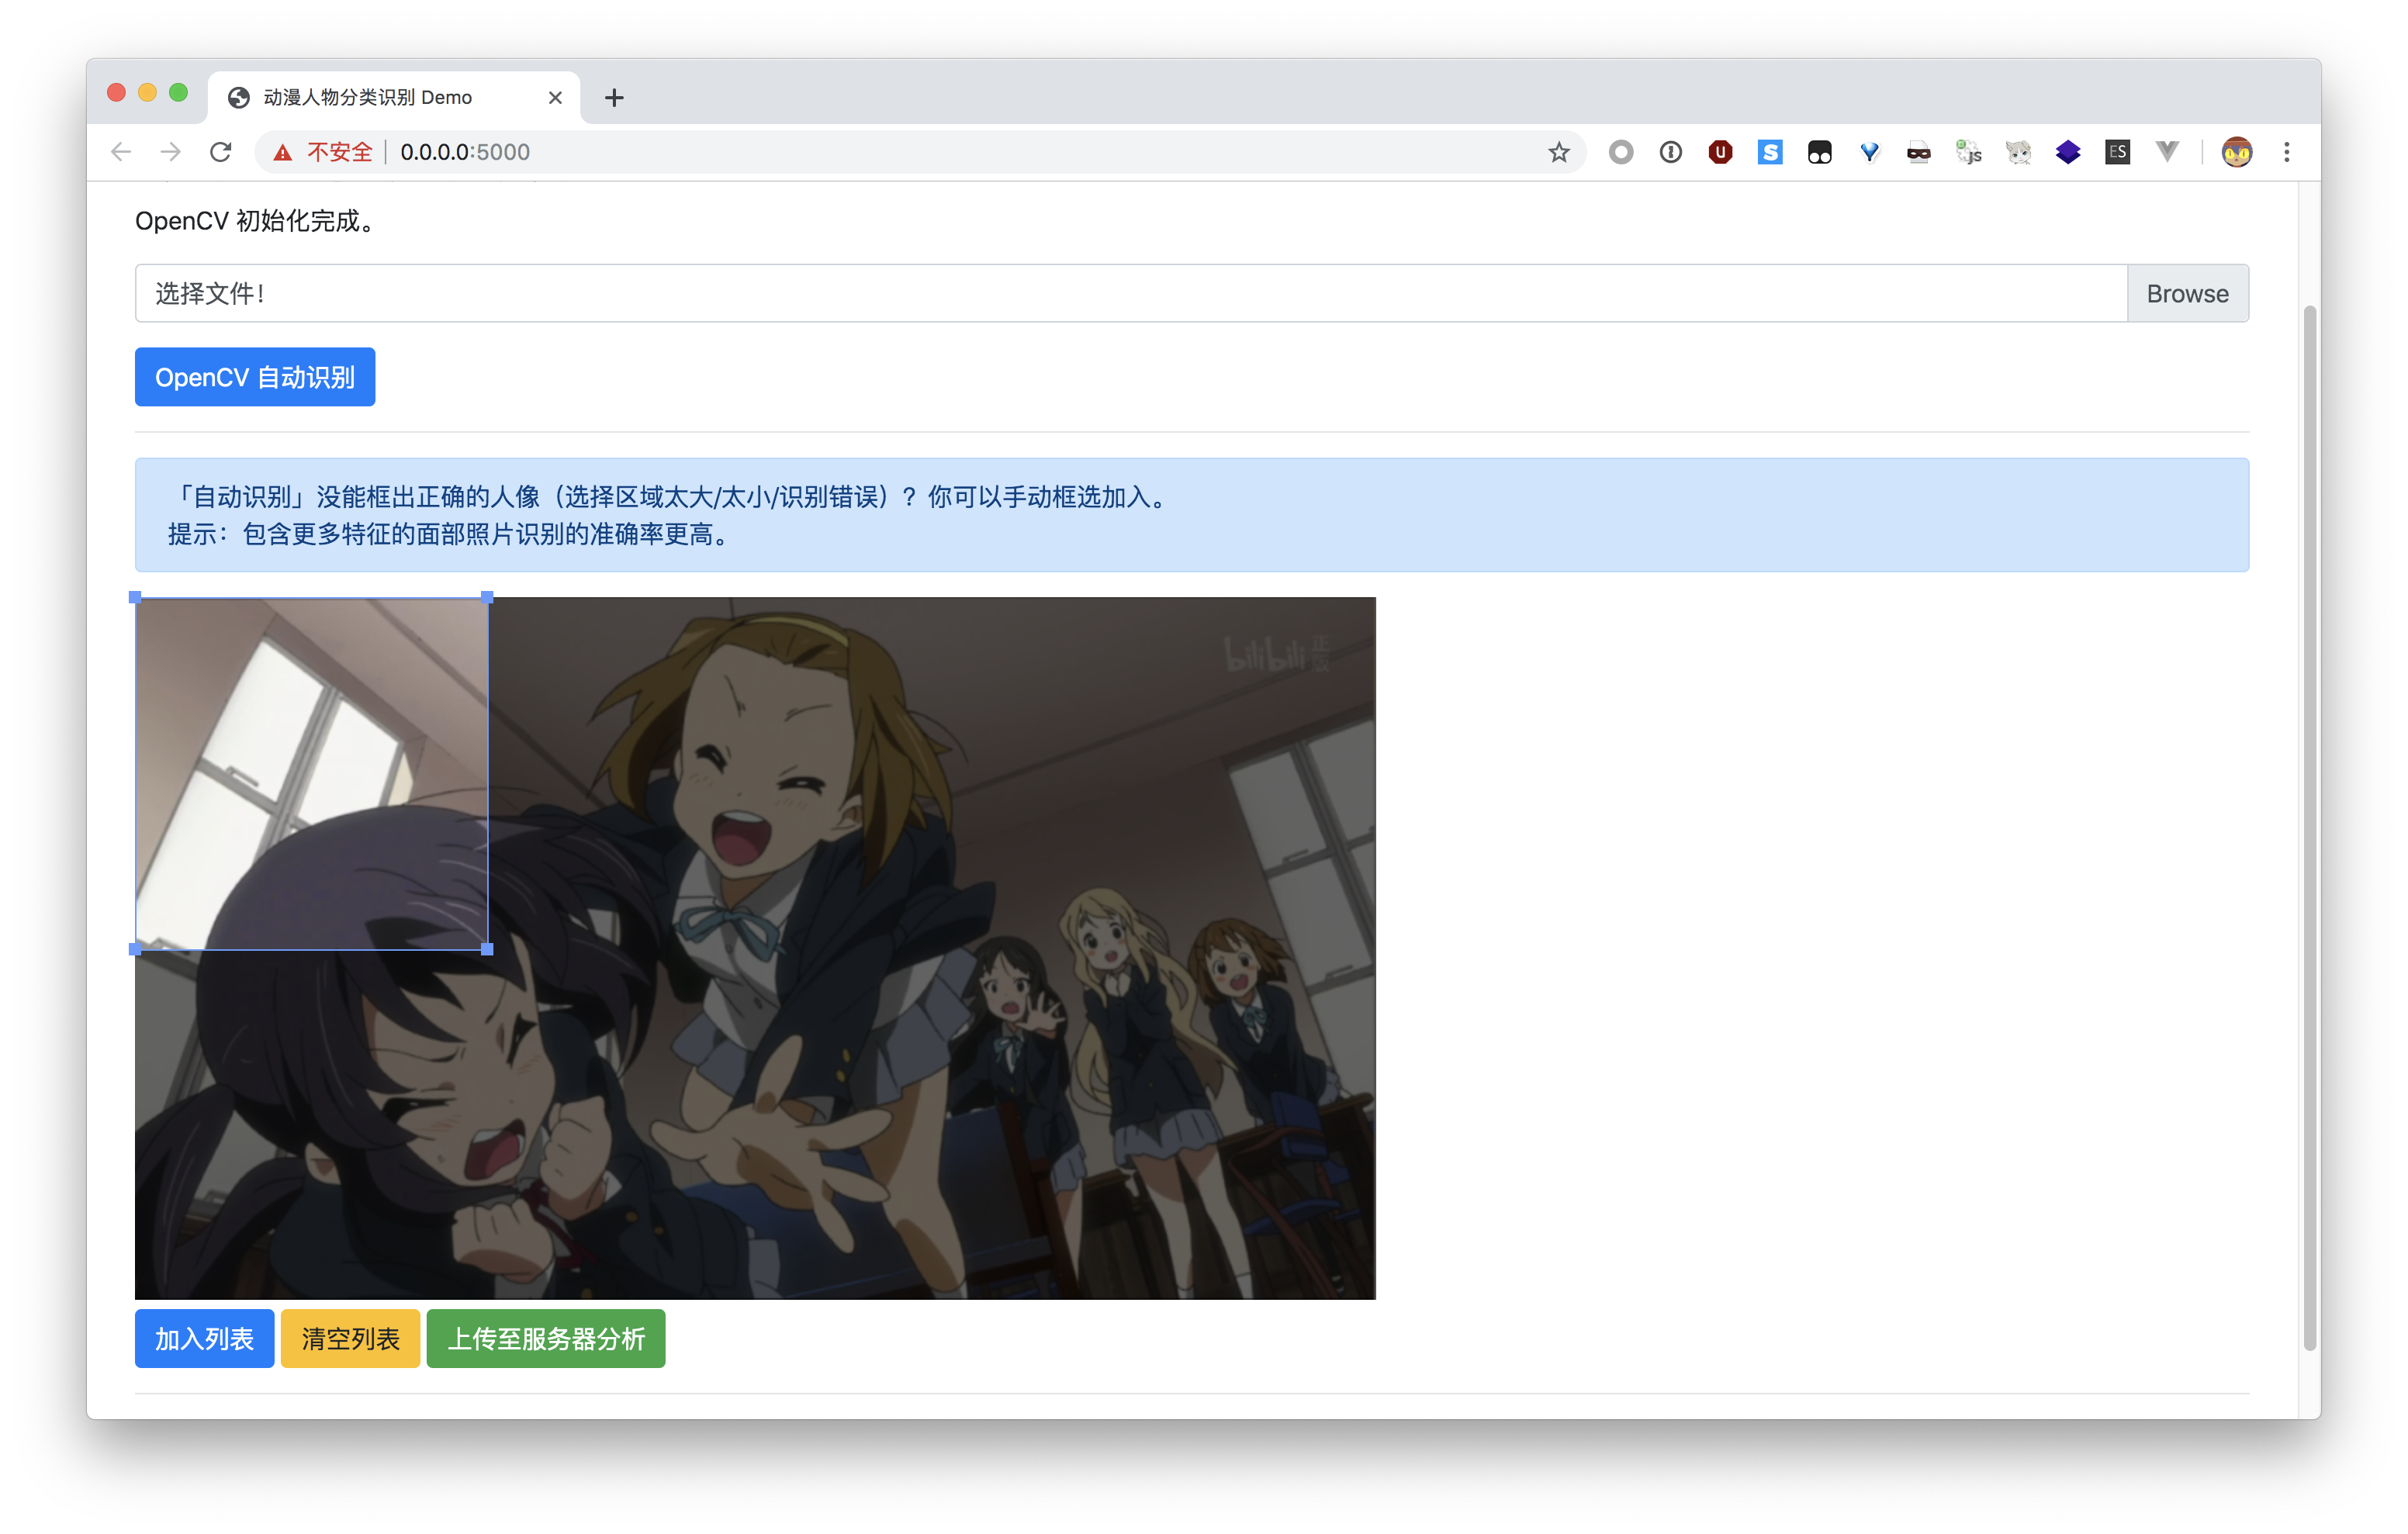 动漫人物分类识别 Demo
不安全 0.0.0.0:5000
S
JS
ES
OpenCV 初始化完成。
选择文件！ Browse
OpenCV 自动识别
「自动识别」没能框出正确的人像（选择区域太大/太小/识别错误）？你可以手动框选加入。
提示：包含更多特征的面部照片识别的准确率更高。
bilibili 正版
加入列表 清空列表 上传至服务器分析